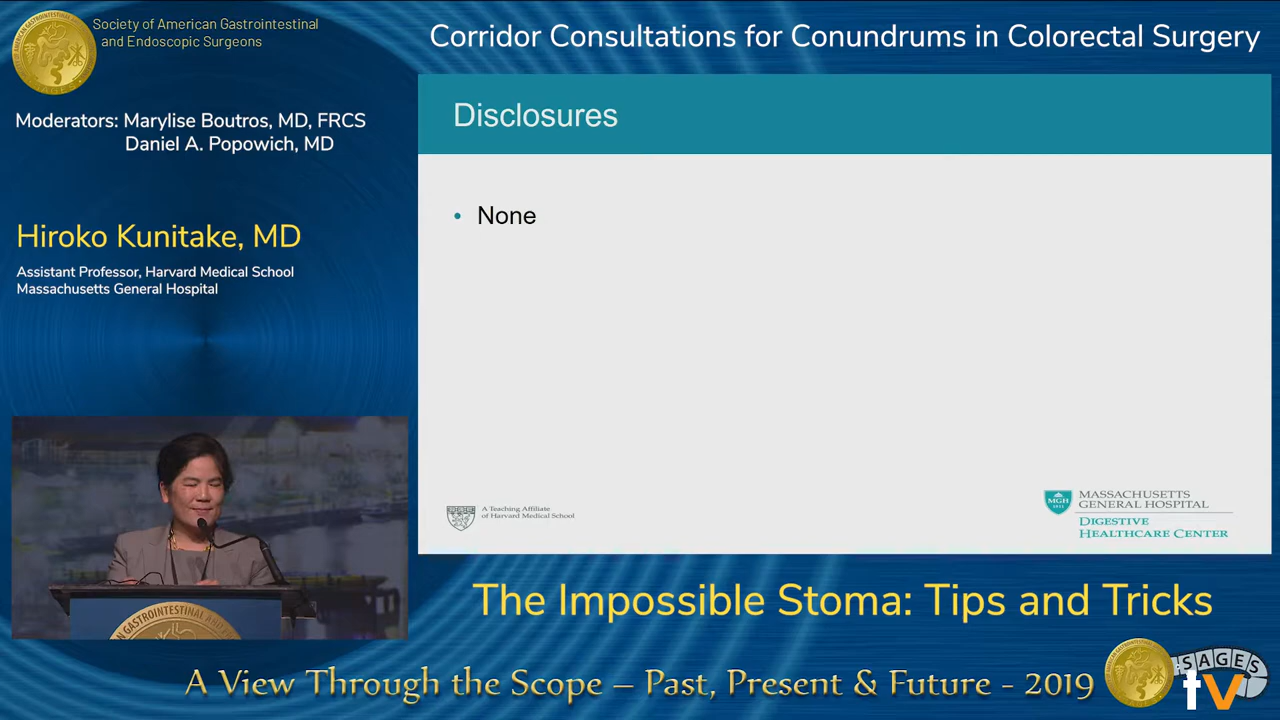 Society of American Gastrointestinal
and Endoscopic Surgeons
Corridor Consultations for Conundrums in Colorectal Surgery
Moderators: Marylise Boutros, MD, FRCS
Daniel A. Popowich, MD
Hiroko Kunitake, MD
Assistant Professor, Harvard Medical School
Massachusetts General Hospital
Disclosures
• None
A Teaching Affiliate
of Harvard Medical School
MGH
1811
MASSACHUSETTS
GENERAL HOSPITAL
DIGESTIVE
HEALTHCARE CENTER
GASTROINTESTINAL
The Impossible Stoma: Tips and Tricks
A View Through the Scope – Past, Present & Future - 2019
SAGES
tv